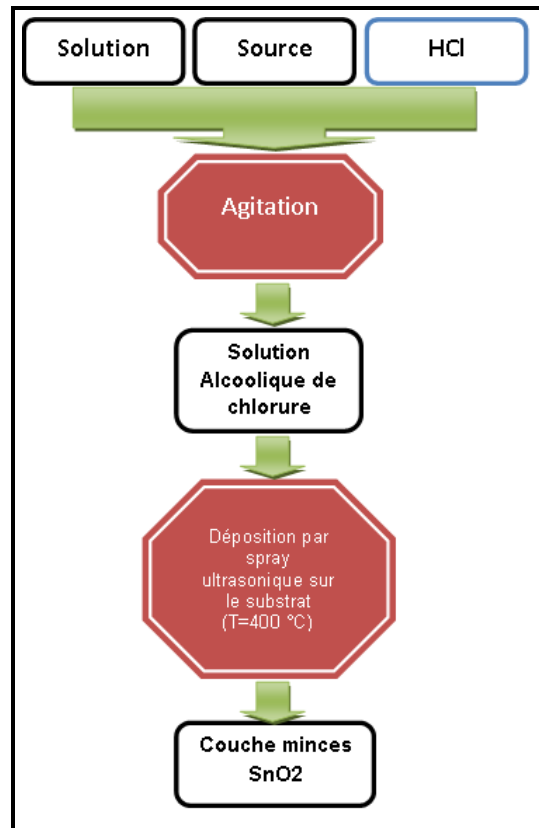 Solution
Source
HCl
Agitation
Solution
Alcoolique de
chlorure
Déposition par
spray
ultrasonique sur
le substrat
(T=400 °C)
Couche minces
SnO2